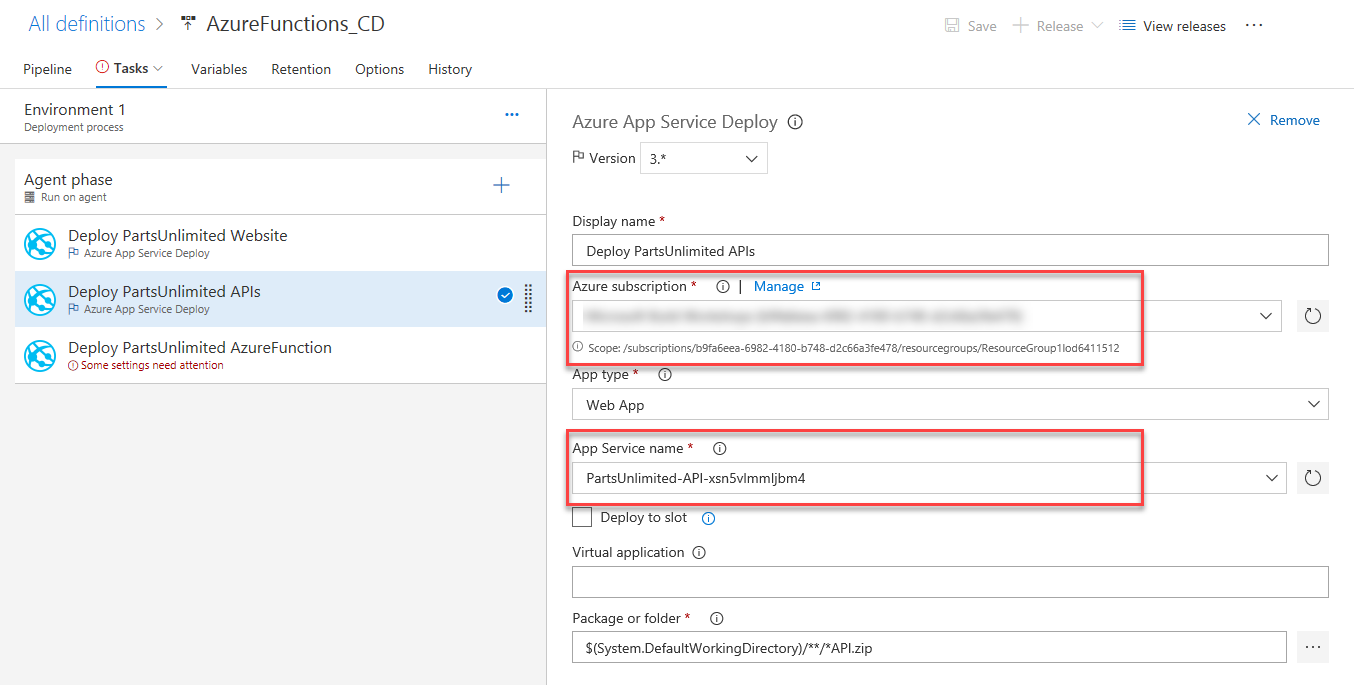 All definitions > AzureFunctions_CD
Save Release View releases ...
Pipeline Tasks Variables Retention Options History
Environment 1
Deployment process
...
Agent phase
Run on agent
Deploy PartsUnlimited Website
Azure App Service Deploy
Deploy PartsUnlimited APIs
Azure App Service Deploy
Deploy PartsUnlimited AzureFunction
Some settings need attention
Azure App Service Deploy
Remove
Version 3.*
Display name *
Deploy PartsUnlimited APIs
Azure subscription * | Manage
Scope: /subscriptions/b9fa6eea-6982-4180-b748-d2c66a3fe478/resourcegroups/ResourceGroup1lod6411512
App type *
Web App
App Service name *
PartsUnlimited-API-xsn5vlmmljbm4
Deploy to slot
Virtual application
Package or folder *
$(System.DefaultWorkingDirectory)/**/*API.zip
...